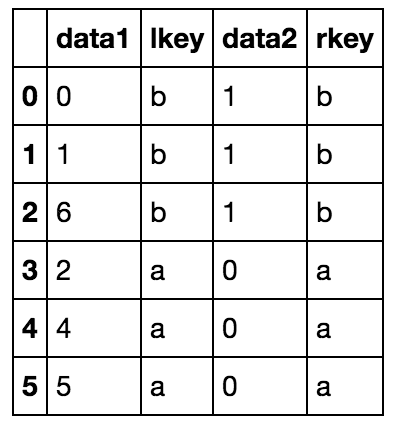 data1 lkey data2 rkey
0 0 b 1 b
1 1 b 1 b
2 6 b 1 b
3 2 a 0 a
4 4 a 0 a
5 5 a 0 a